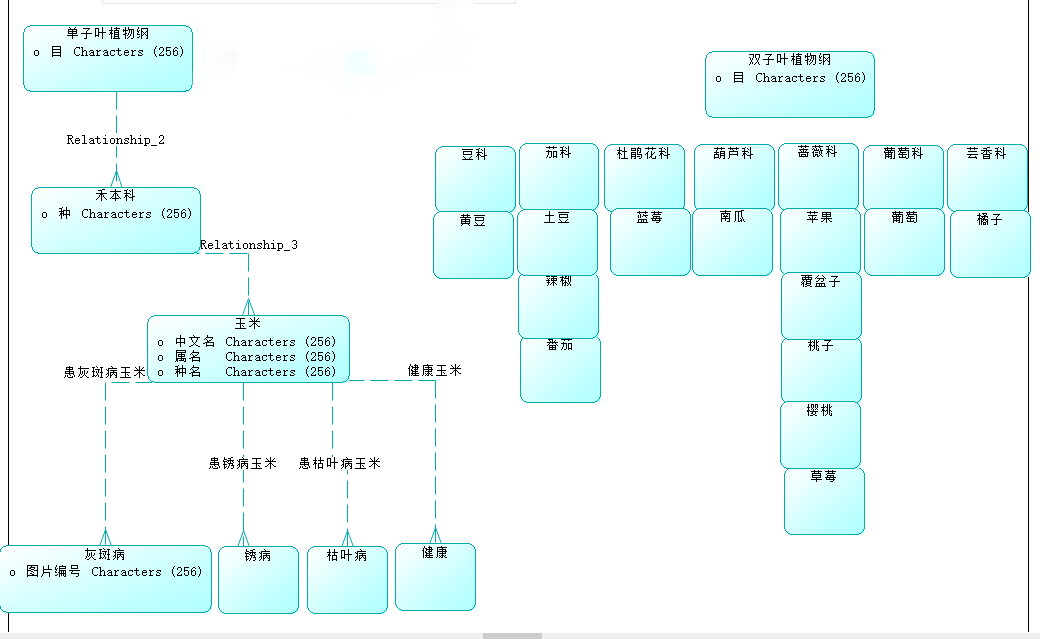 单子叶植物纲
o 目 Characters (256)
Relationship_2
禾本科
o 种 Characters (256)
Relationship_3
玉米
o 中文名 Characters (256)
o 属名 Characters (256)
o 种名 Characters (256)
患灰斑病玉米
健康玉米
患锈病玉米
患枯叶病玉米
灰斑病
o 图片编号 Characters (256)
锈病
枯叶病
健康
双子叶植物纲
o 目 Characters (256)
豆科
茄科
杜鹃花科
葫芦科
蔷薇科
葡萄科
芸香科
黄豆
土豆
蓝莓
南瓜
苹果
葡萄
橘子
辣椒
覆盆子
番茄
桃子
樱桃
草莓